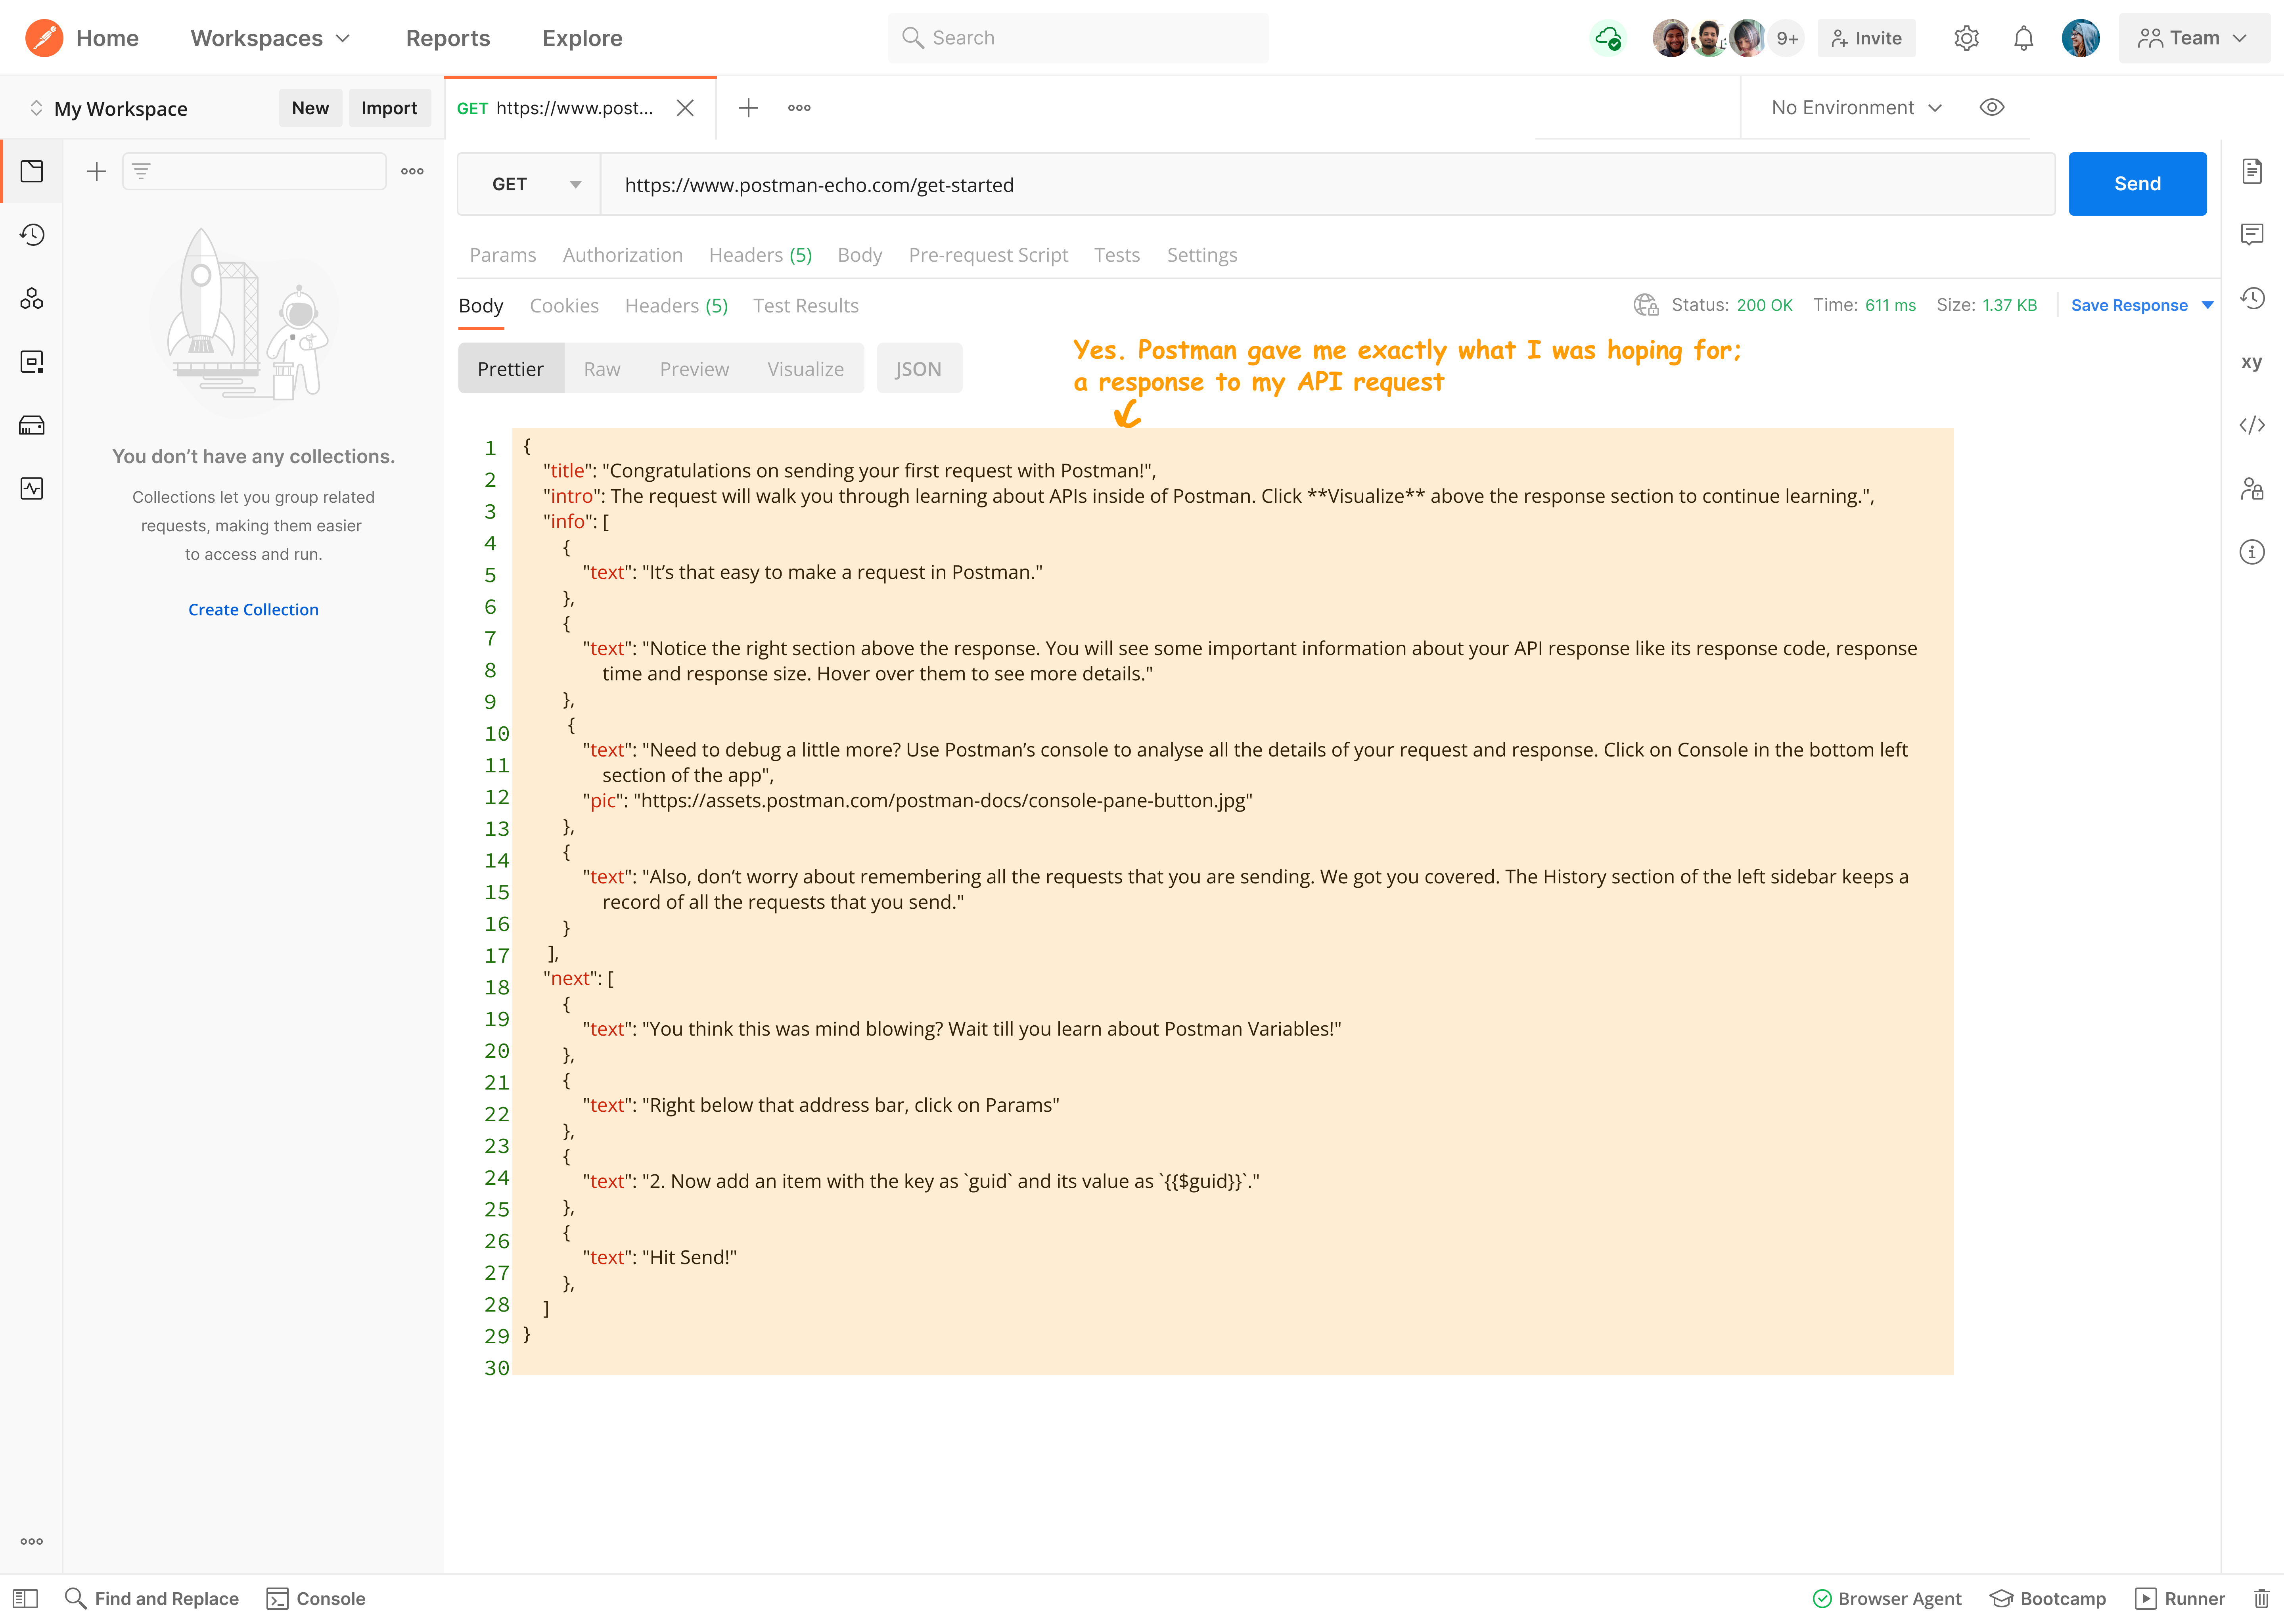 Home Workspaces Reports Explore Search 9+ Invite Team
My Workspace New Import GET https://www.post... No Environment
GET https://www.postman-echo.com/get-started Send
Params Authorization Headers (5) Body Pre-request Script Tests Settings
Body Cookies Headers (5) Test Results Status: 200 OK Time: 611 ms Size: 1.37 KB Save Response
Yes. Postman gave me exactly what I was hoping for;
a response to my API request
Prettier Raw Preview Visualize JSON
xy
</>
You don’t have any collections.
Collections let you group related
requests, making them easier
to access and run.
Create Collection
1
2
3
4
5
6
7
8
9
10
11
12
13
14
15
16
17
18
19
20
21
22
23
24
25
26
27
28
29
30
{
"title": "Congratulations on sending your first request with Postman!",
"intro": The request will walk you through learning about APIs inside of Postman. Click **Visualize** above the response section to continue learning.",
"info": [
{
"text": "It’s that easy to make a request in Postman."
},
{
"text": "Notice the right section above the response. You will see some important information about your API response like its response code, response
time and response size. Hover over them to see more details."
},
{
"text": "Need to debug a little more? Use Postman’s console to analyse all the details of your request and response. Click on Console in the bottom left
section of the app",
"pic": "https://assets.postman.com/postman-docs/console-pane-button.jpg"
},
{
"text": "Also, don’t worry about remembering all the requests that you are sending. We got you covered. The History section of the left sidebar keeps a
record of all the requests that you send."
}
],
"next": [
{
"text": "You think this was mind blowing? Wait till you learn about Postman Variables!"
},
{
"text": "Right below that address bar, click on Params"
},
{
"text": "2. Now add an item with the key as `guid` and its value as `{{$guid}}`."
},
{
"text": "Hit Send!"
},
]
}
Find and Replace Console Browser Agent Bootcamp Runner